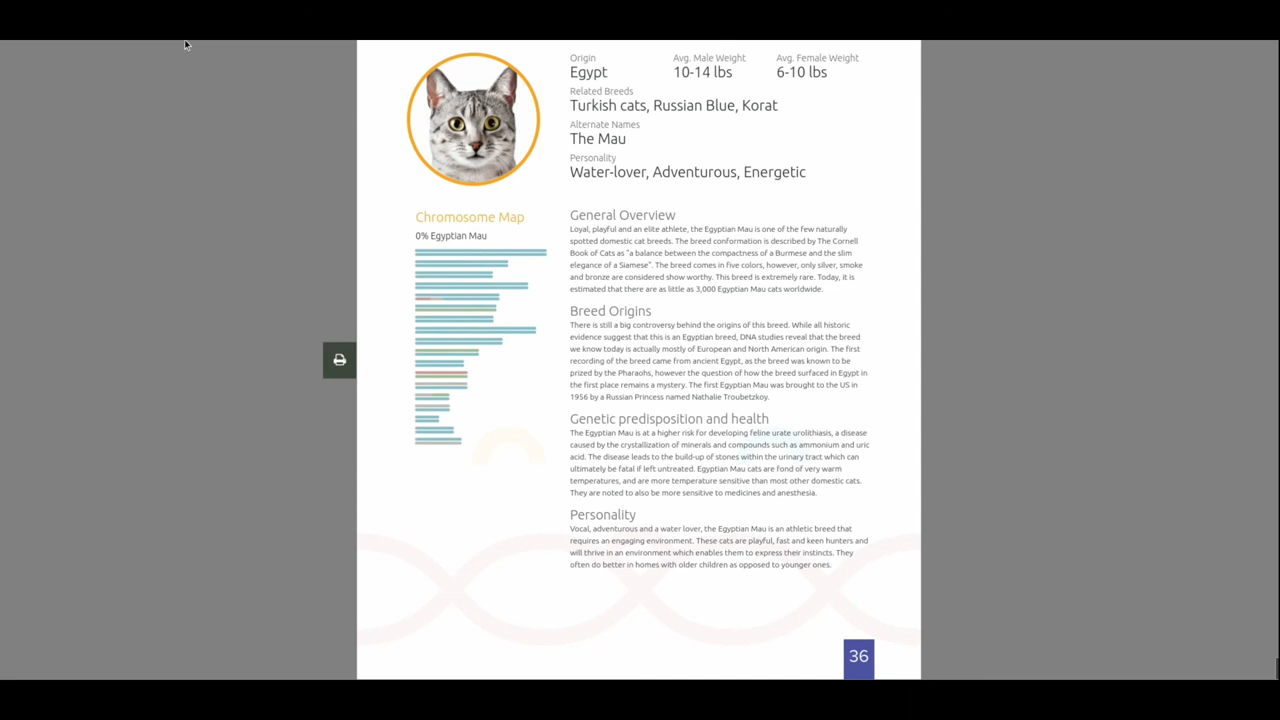 Origin
Egypt
Avg. Male Weight
10-14 lbs
Avg. Female Weight
6-10 lbs
Related Breeds
Turkish cats, Russian Blue, Korat
Alternate Names
The Mau
Personality
Water-lover, Adventurous, Energetic
Chromosome Map
0% Egyptian Mau
General Overview
Loyal, playful and an elite athlete, the Egyptian Mau is one of the few naturally
spotted domestic cat breeds. The breed conformation is described by The Cornell
Book of Cats as "a balance between the compactness of a Burmese and the slim
elegance of a Siamese". The breed comes in five colors, however, only silver, smoke
and bronze are considered show worthy. This breed is extremely rare. Today, it is
estimated that there are as little as 3,000 Egyptian Mau cats worldwide.
Breed Origins
There is still a big controversy behind the origins of this breed. While all historic
evidence suggest that this is an Egyptian breed, DNA studies reveal that the breed
we know today is actually mostly of European and North American origin. The first
recording of the breed came from ancient Egypt, as the breed was known to be
prized by the Pharaohs, however the question of how the breed surfaced in Egypt in
the first place remains a mystery. The first Egyptian Mau was brought to the US in
1956 by a Russian Princess named Nathalie Troubetzkoy.
Genetic predisposition and health
The Egyptian Mau is at a higher risk for developing feline urate urolithiasis, a disease
caused by the crystallization of minerals and compounds such as ammonium and uric
acid. The disease leads to the build-up of stones within the urinary tract which can
ultimately be fatal if left untreated. Egyptian Mau cats are fond of very warm
temperatures, and are more temperature sensitive than most other domestic cats.
They are noted to also be more sensitive to medicines and anesthesia.
Personality
Vocal, adventurous and a water lover, the Egyptian Mau is an athletic breed that
requires an engaging environment. These cats are playful, fast and keen hunters and
will thrive in an environment which enables them to express their instincts. They
often do better in homes with older children as opposed to younger ones.
36